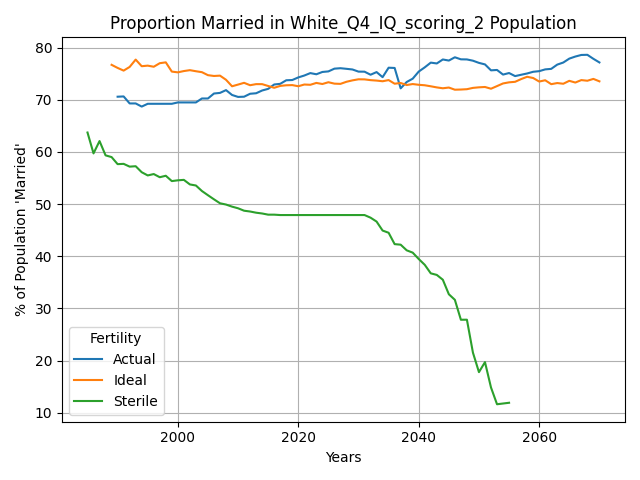 Proportion Married in White_Q4_IQ_scoring_2 Population
% of Population 'Married'
80
70
60
50
40
30
20
10
Fertility
Actual
Ideal
Sterile
2000 2020 2040 2060
Years